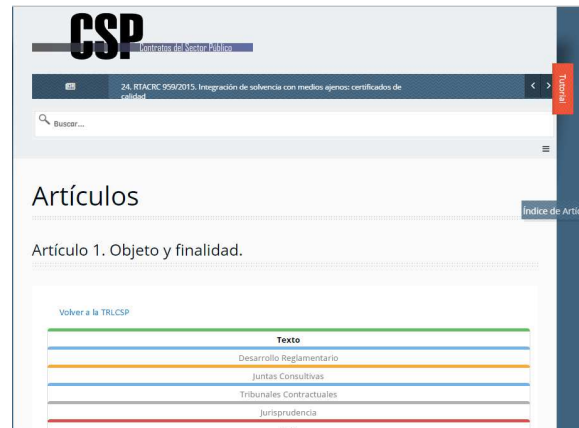 CSP
Contratos del Sector Público
24. RTACRC 959/2015. Integración de solvencia con medios ajenos: certificados de
calidad
Tutorial
Buscar...
Artículos
Índice de Artíc
Artículo 1. Objeto y finalidad.
Volver a la TRLCSP
Texto
Desarrollo Reglamentario
Juntas Consultivas
Tribunales Contractuales
Jurisprudencia